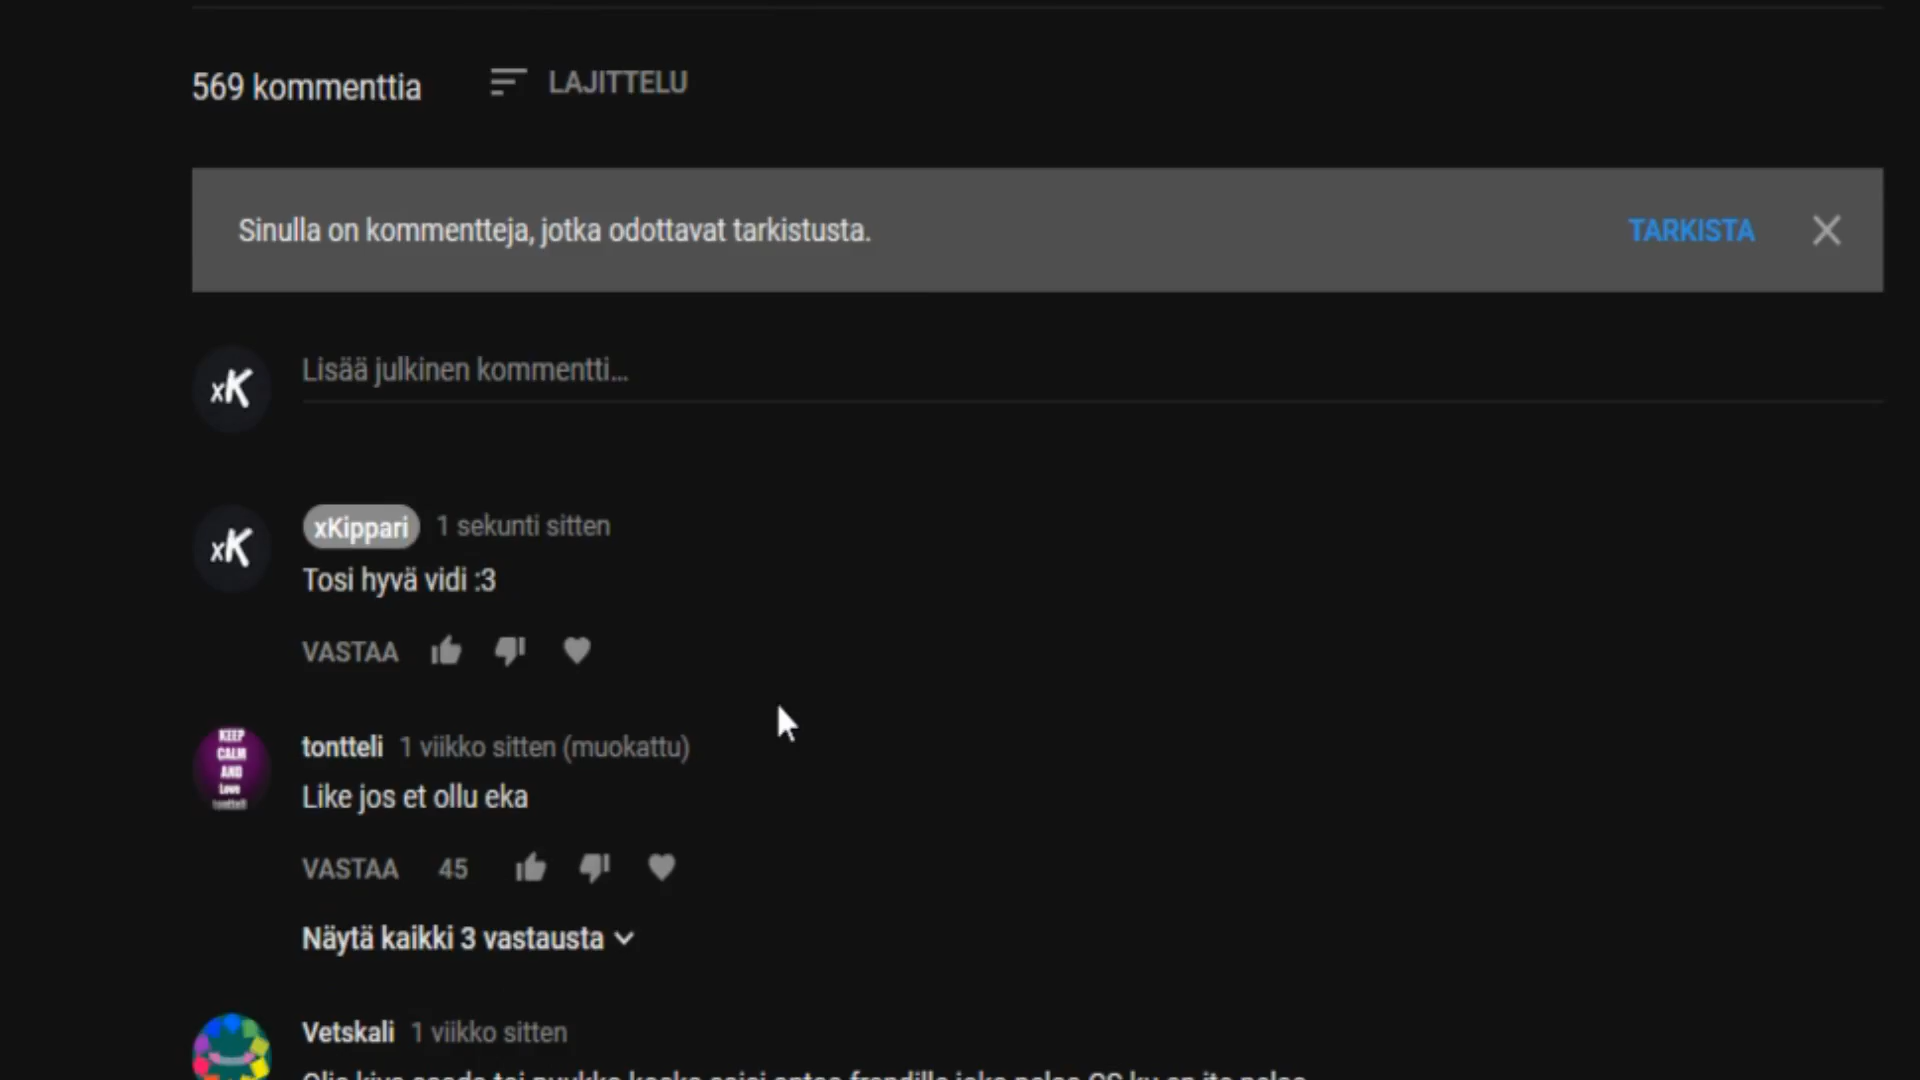 569 kommenttia
LAJITTELU
Sinulla on kommentteja, jotka odottavat tarkistusta.
TARKISTA
xK
Lisää julkinen kommentti...
xK
xKippari 1 sekunti sitten
Tosi hyvä vidi :3
VASTAA
KEEP
CALM
AND
Love
tontteli
tontteli 1 viikko sitten (muokattu)
Like jos et ollu eka
VASTAA 45
Näytä kaikki 3 vastausta
Vetskali 1 viikko sitten